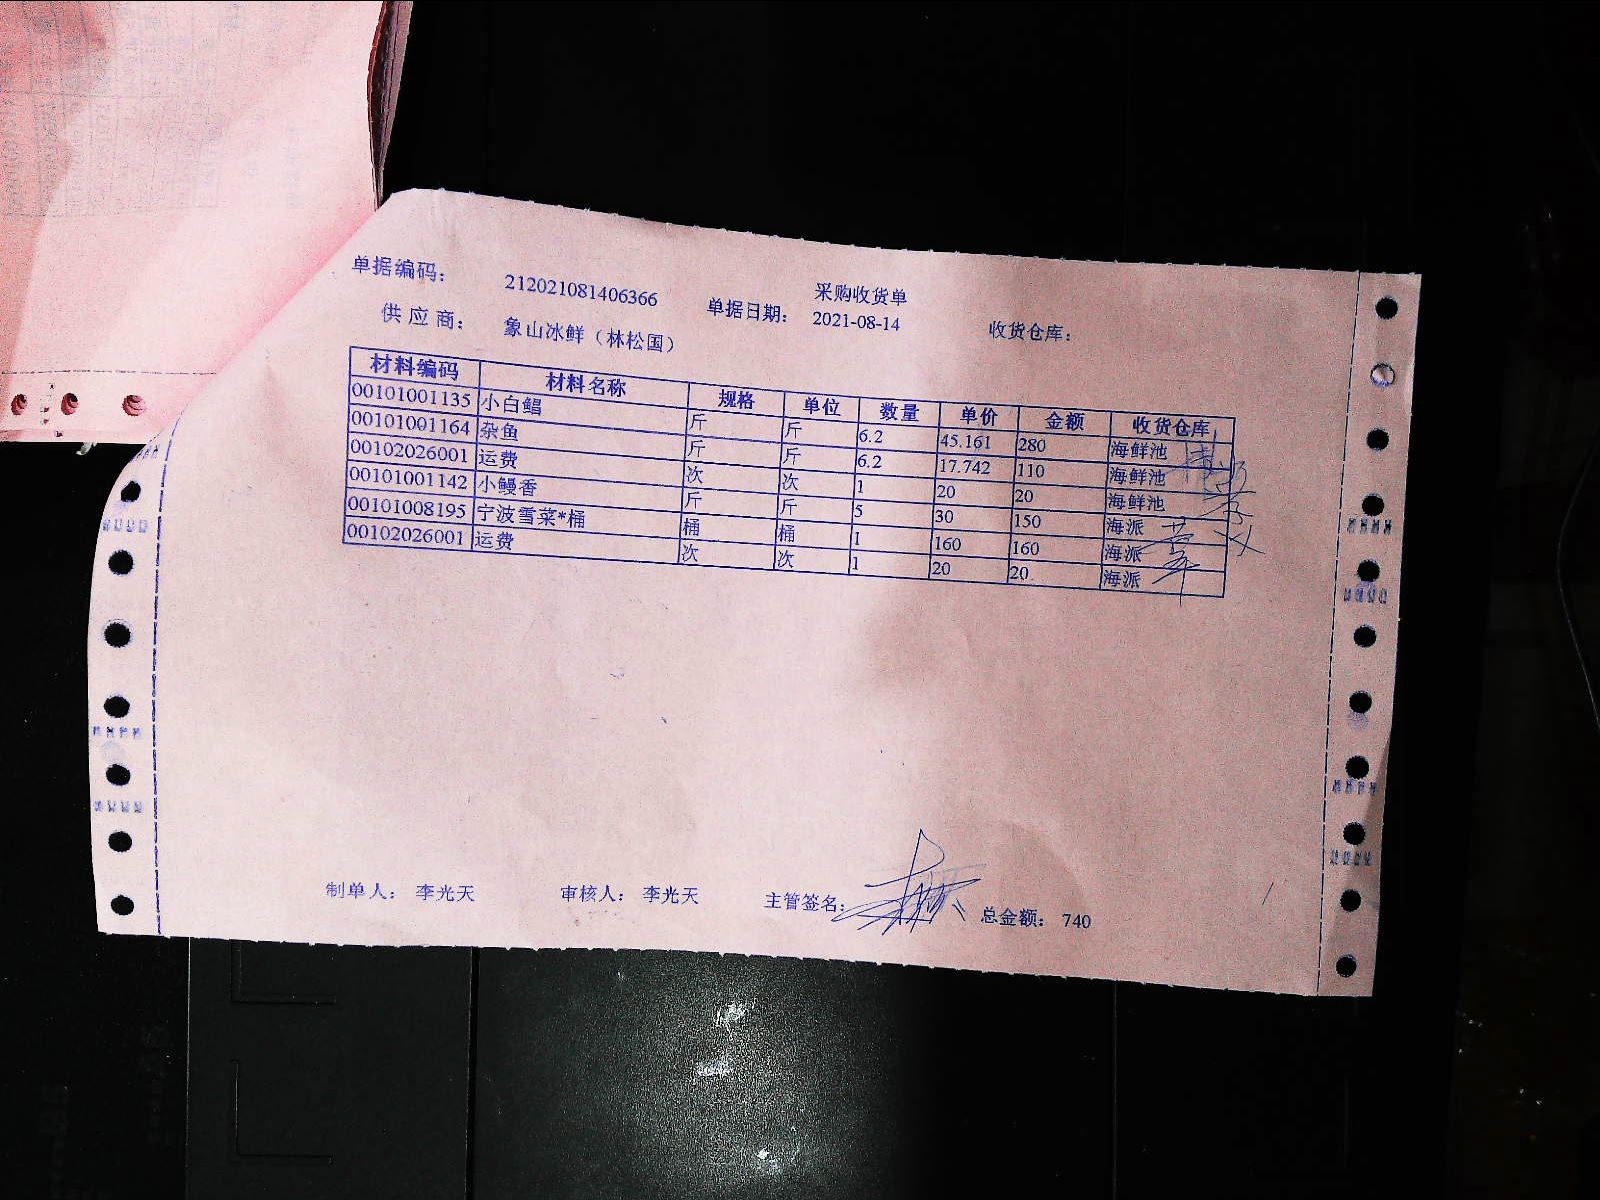 采购收货单
单据编码： 212021081406366 单据日期： 2021-08-14 收货仓库：
供应商： 象山冰鲜（林松国）
材料编码 材料名称 规格 单位 数量 单价 金额 收货仓库
00101001135 小白鲳 斤 斤 6.2 45.161 280 海鲜池
00101001164 杂鱼 斤 斤 6.2 17.742 110 海鲜池
00102026001 运费 次 次 1 20 20 海鲜池
00101001142 小鳗香 斤 斤 5 30 150 海派
00101008195 宁波雪菜*桶 桶 桶 1 160 160 海派
00102026001 运费 次 次 1 20 20 海派
制单人： 李光天 审核人： 李光天 主管签名： 总金额： 740